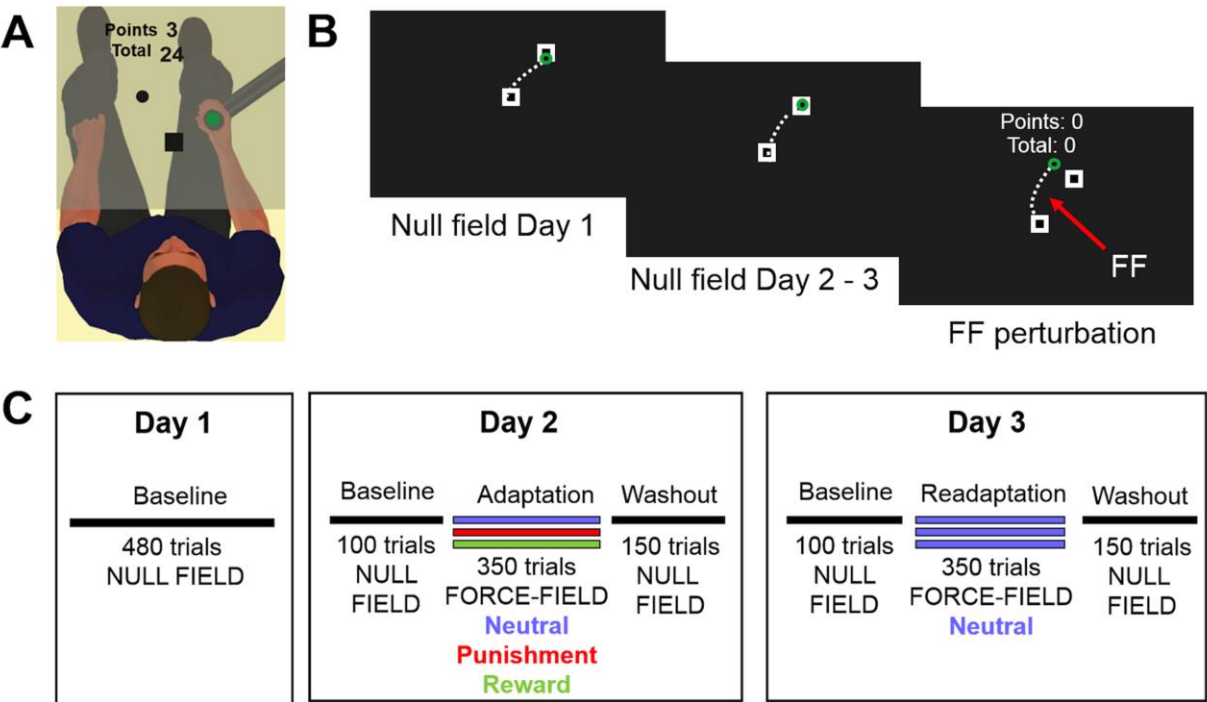 A
Points 3
Total 24
B
Null field Day 1
Null field Day 2 - 3
Points: 0
Total: 0
FF
FF perturbation
C
Day 1
Baseline
480 trials
NULL FIELD
Day 2
Baseline
100 trials
NULL
FIELD
Adaptation
350 trials
FORCE-FIELD
Neutral
Punishment
Reward
Washout
150 trials
NULL
FIELD
Day 3
Baseline
100 trials
NULL
FIELD
Readaptation
350 trials
FORCE-FIELD
Neutral
Washout
150 trials
NULL
FIELD